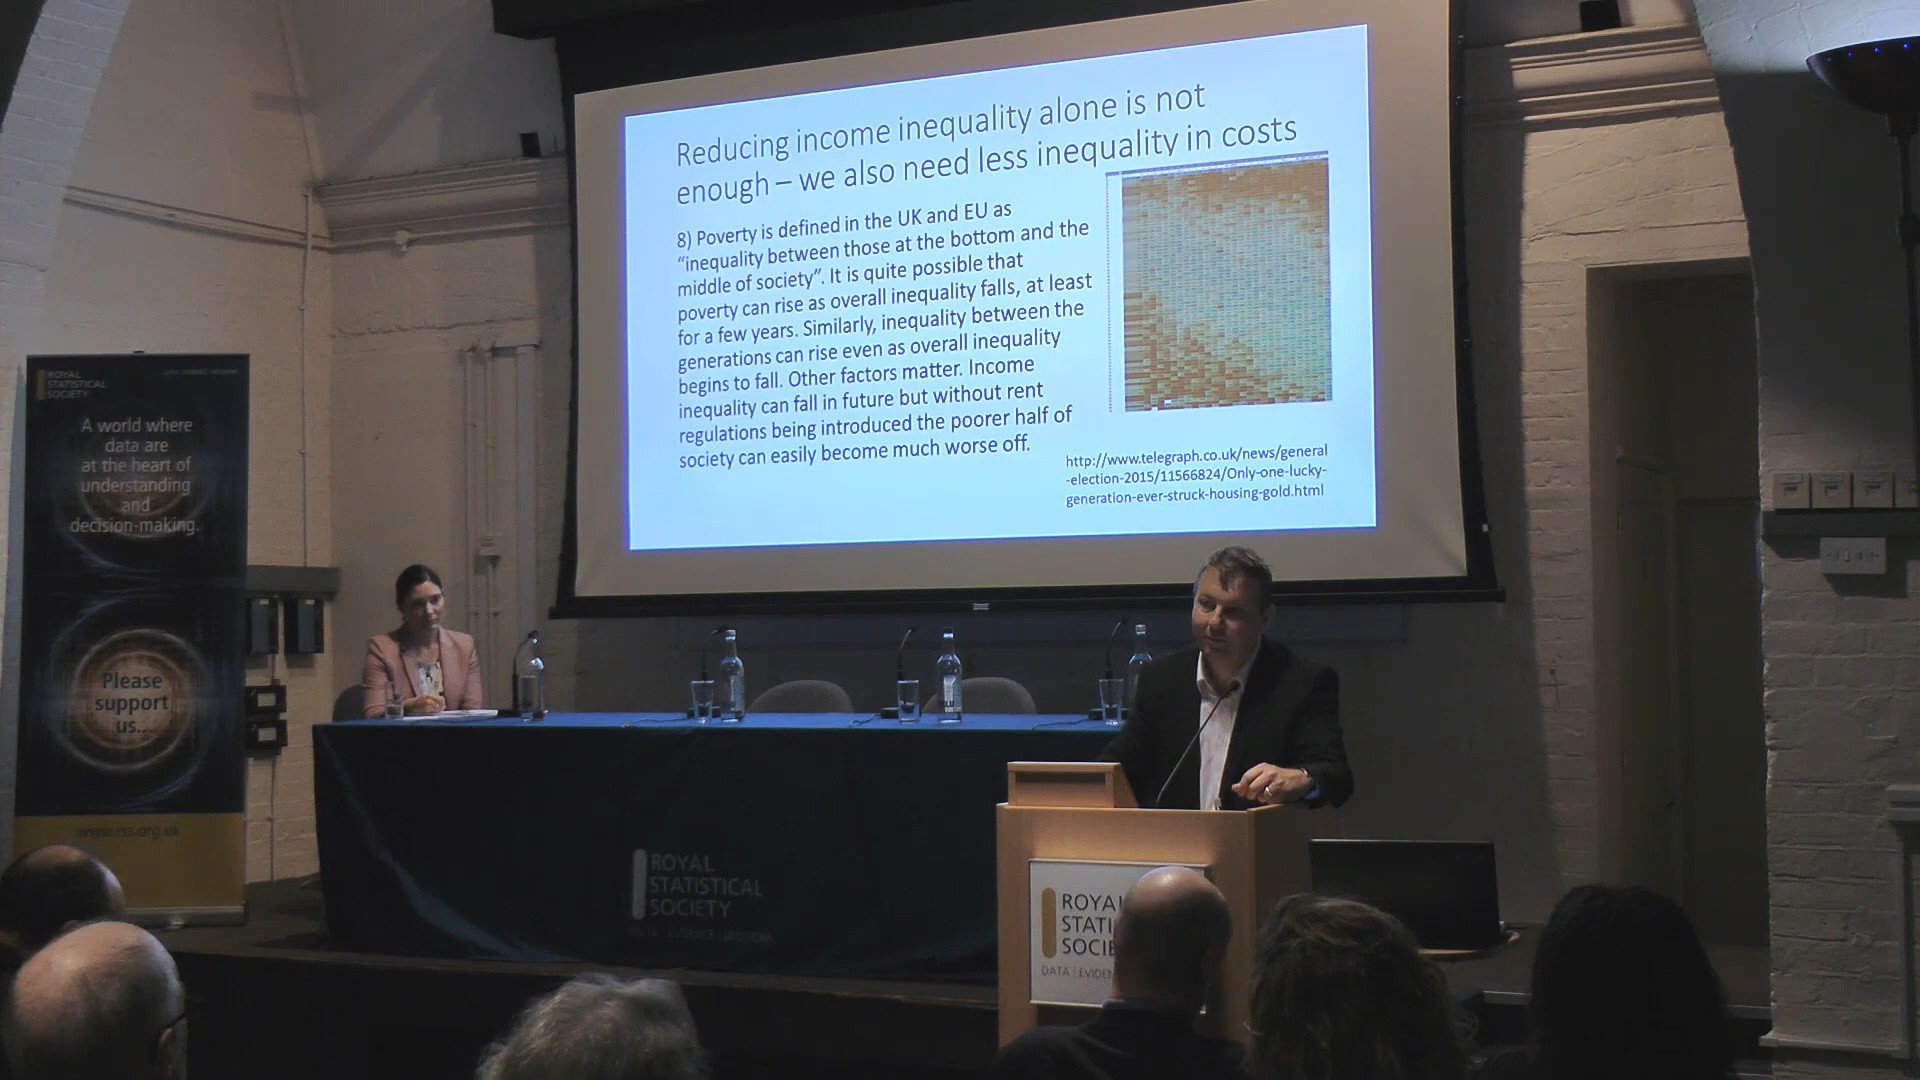 Reducing income inequality alone is not
enough – we also need less inequality in costs
8) Poverty is defined in the UK and EU as
“inequality between those at the bottom and the
middle of society”. It is quite possible that
poverty can rise as overall inequality falls, at least
for a few years. Similarly, inequality between the
generations can rise even as overall inequality
begins to fall. Other factors matter. Income
inequality can fall in future but without rent
regulations being introduced the poorer half of
society can easily become much worse off.
http://www.telegraph.co.uk/news/general
-election-2015/11566824/Only-one-lucky-
generation-ever-struck-housing-gold.html
ROYAL
STATISTICAL
SOCIETY
A world where
data are
at the heart of
understanding
and
decision-making.
Please
support
us...
www.rss.org.uk
ROYAL
STATISTICAL
SOCIETY
DATA | EVIDENCE | DECISIONS
ROYA
STATI
SOCIE
DATA | EVIDEN